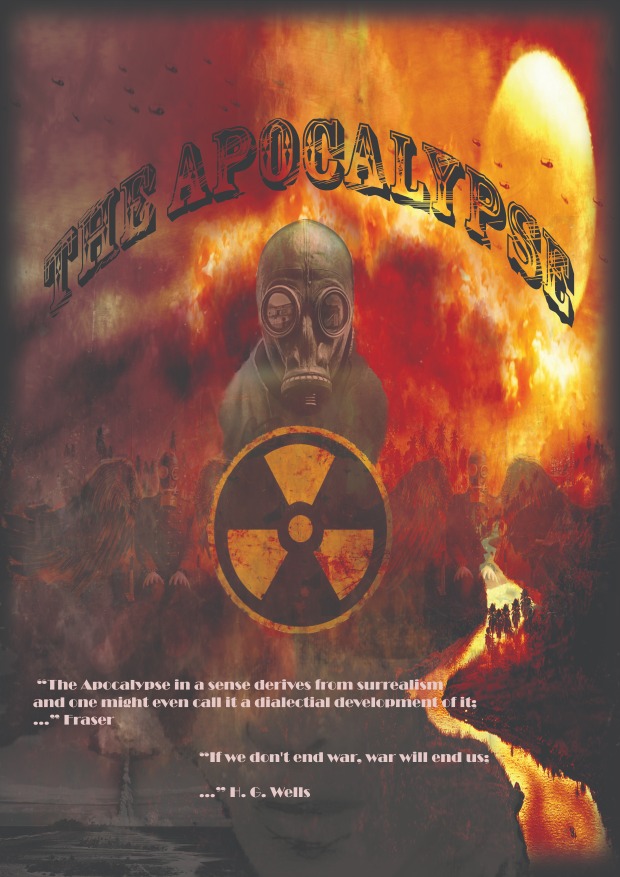 THE APOCALYPSE
“The Apocalypse in a sense derives from surrealism
and one might even call it a dialectial development of it;
...” Fraser
“If we don't end war, war will end us;
...” H. G. Wells